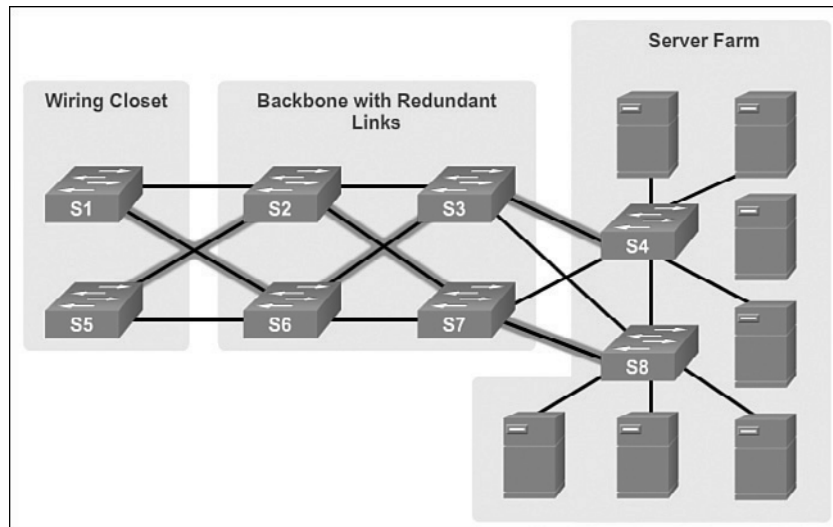 Server Farm
Wiring Closet
Backbone with Redundant
Links
S1
S2
S3
S4
S5
S6
S7
S8